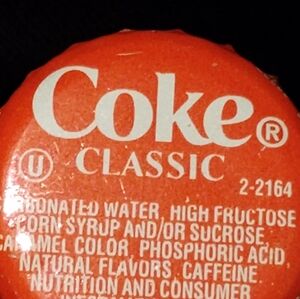 Coke®
CLASSIC
U
2-2164
RBONATED WATER, HIGH FRUCTOSE
CORN SYRUP AND/OR SUCROSE,
CARAMEL COLOR, PHOSPHORIC ACID,
NATURAL FLAVORS, CAFFEINE.
NUTRITION AND CONSUMER